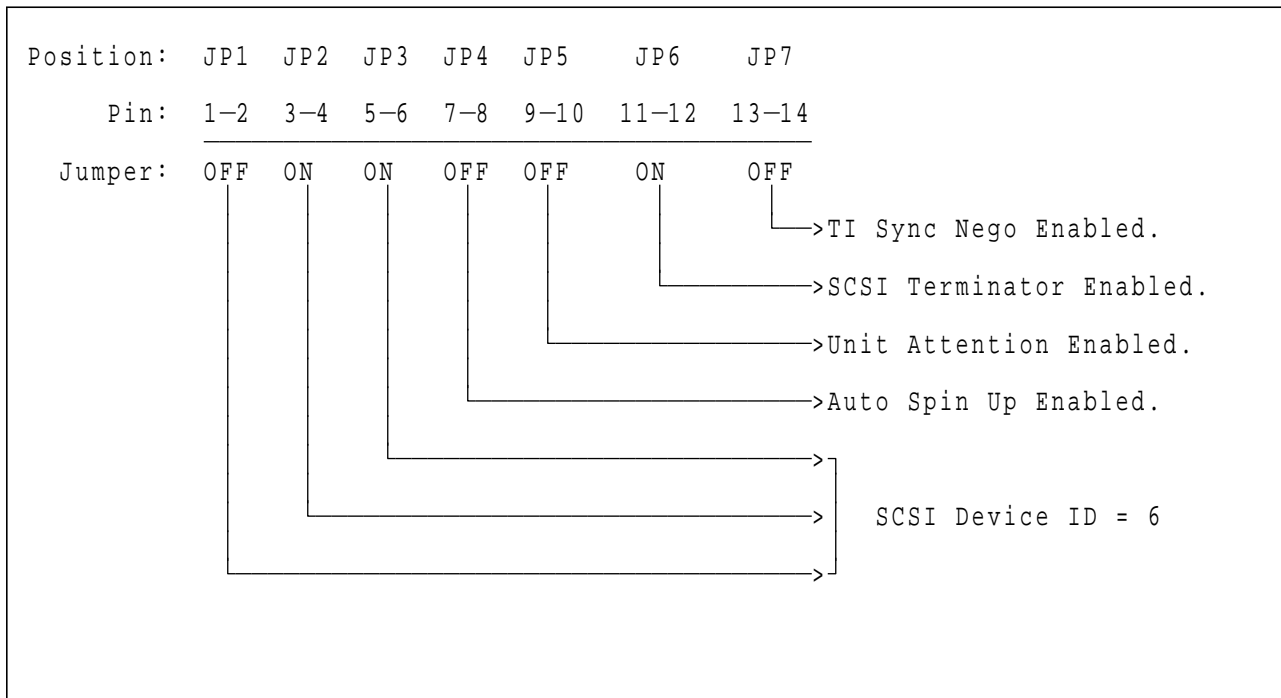 Position: JP1 JP2 JP3 JP4 JP5 JP6 JP7
Pin: 1—2 3—4 5—6 7—8 9—10 11—12 13—14
Jumper: OFF ON ON OFF OFF ON OFF
>TI Sync Nego Enabled.
>SCSI Terminator Enabled.
>Unit Attention Enabled.
>Auto Spin Up Enabled.
>
> SCSI Device ID = 6
>